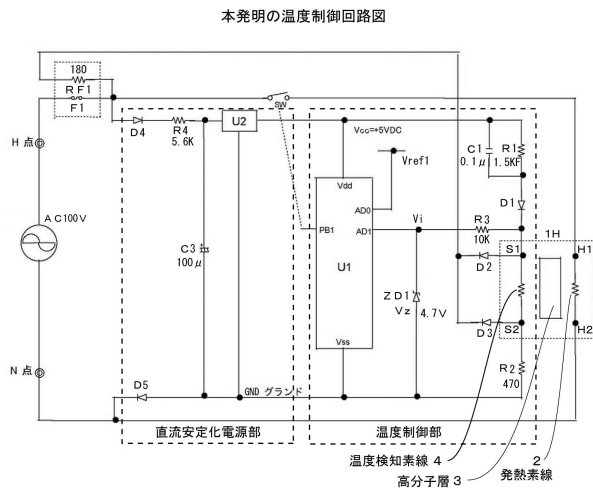 本発明の温度制御回路図
180
RF1
F1
SW
D4
R4
5.6K
U2
Vcc=+5VDC
C1
0.1μ
R1
1.5KF
H点
Vref1
Vdd
AD0
D1
AC100V
PB1
AD1
Vi
R3
10K
1H
S1
H1
C3
100μ
U1
D2
ZD1
Vz
4.7V
D3
S2
H2
Vss
R2
470
N点
D5
GND グランド
直流安定化電源部
温度制御部
温度検知素線 4
2
発熱素線
高分子層 3